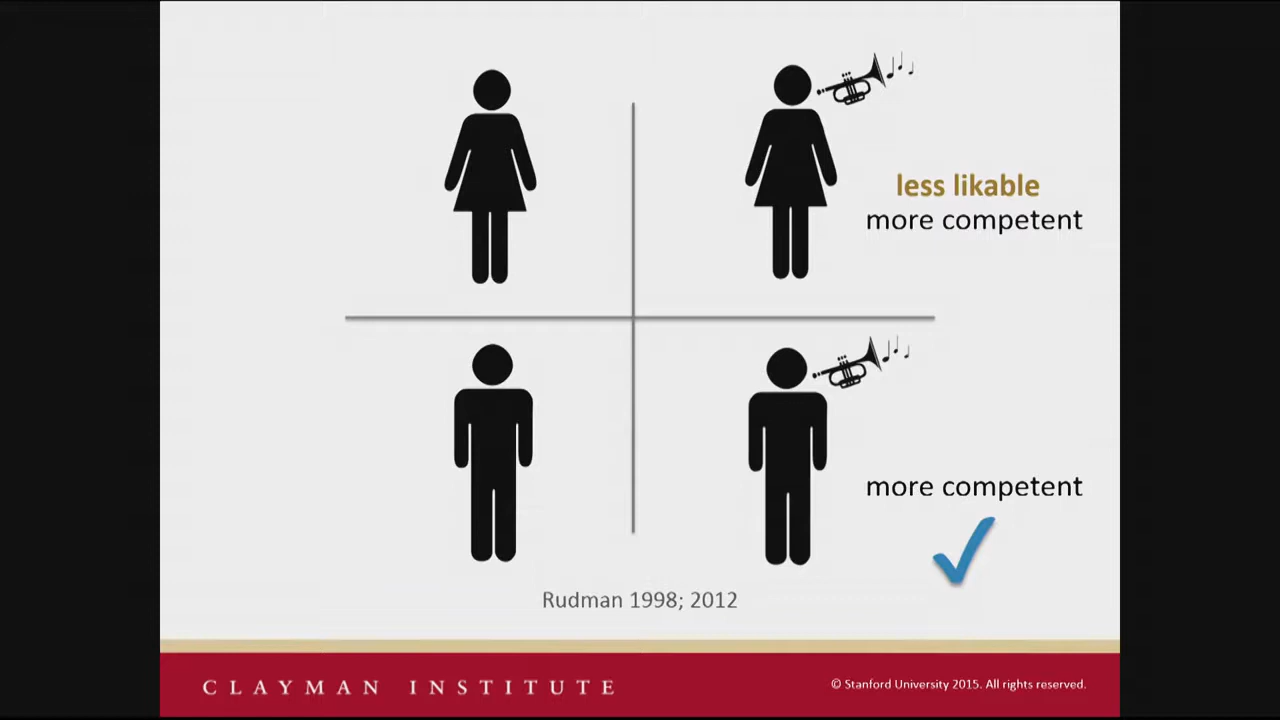 less likable
more competent
more competent
Rudman 1998; 2012
CLAYMAN INSTITUTE
© Stanford University 2015. All rights reserved.